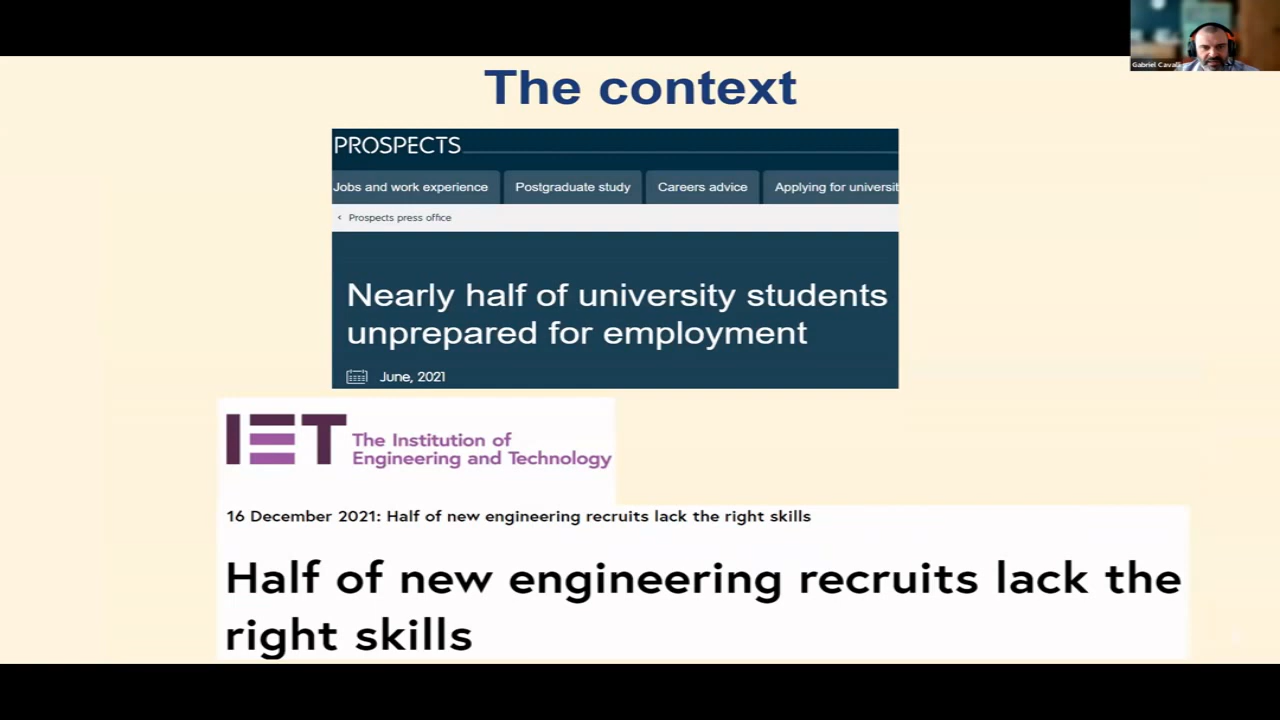 Gabriel Cavalli
The context
PROSPECTS
Jobs and work experience
Postgraduate study
Careers advice
Applying for universit
< Prospects press office
Nearly half of university students
unprepared for employment
June, 2021
IET
The Institution of
Engineering and Technology
16 December 2021: Half of new engineering recruits lack the right skills
Half of new engineering recruits lack the
right skills